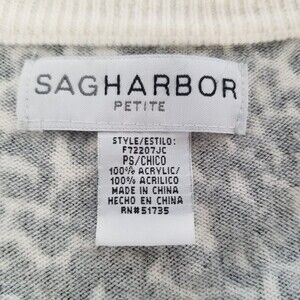 SAGHARBOR
PETITE
STYLE/ESTILO:
F72207JC
PS/CHICO
100% ACRYLIC/
100% ACRILICO
MADE IN CHINA
HECHO EN CHINA
RN#51735